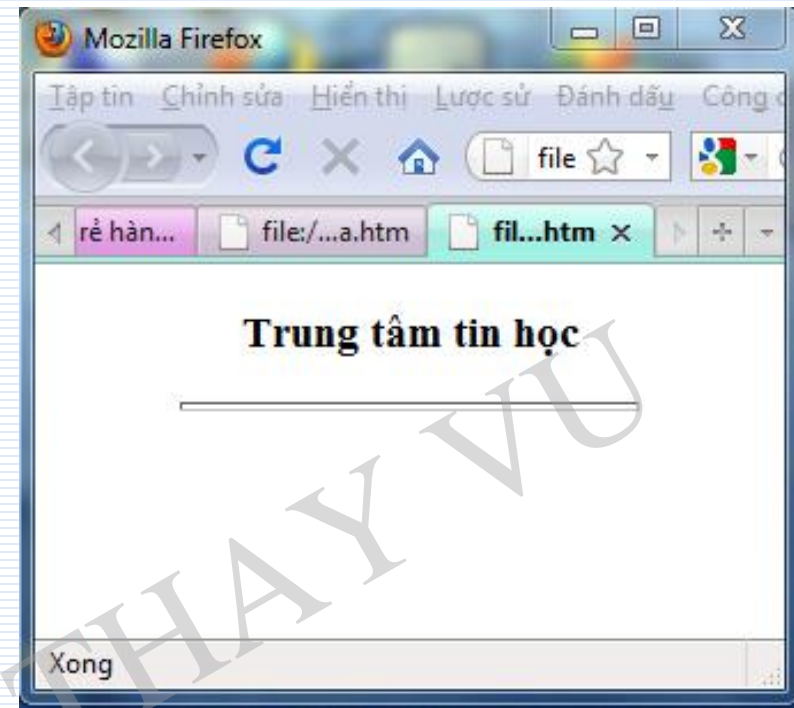 Mozilla Firefox
Tập tin Chỉnh sửa Hiển thị Lược sử Đánh dấu Công
file
rẻ hàn... file:/...a.htm fil...htm
Trung tâm tin học
THAY VU
Xong